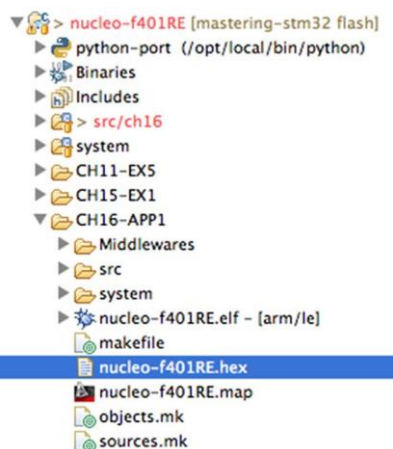 > nucleo-f401RE [mastering-stm32 flash]
python-port (/opt/local/bin/python)
Binaries
Includes
> src/ch16
system
CH11-EX5
CH15-EX1
CH16-APP1
Middlewares
src
system
nucleo-f401RE.elf - [arm/le]
makefile
nucleo-f401RE.hex
nucleo-f401RE.map
objects.mk
sources.mk